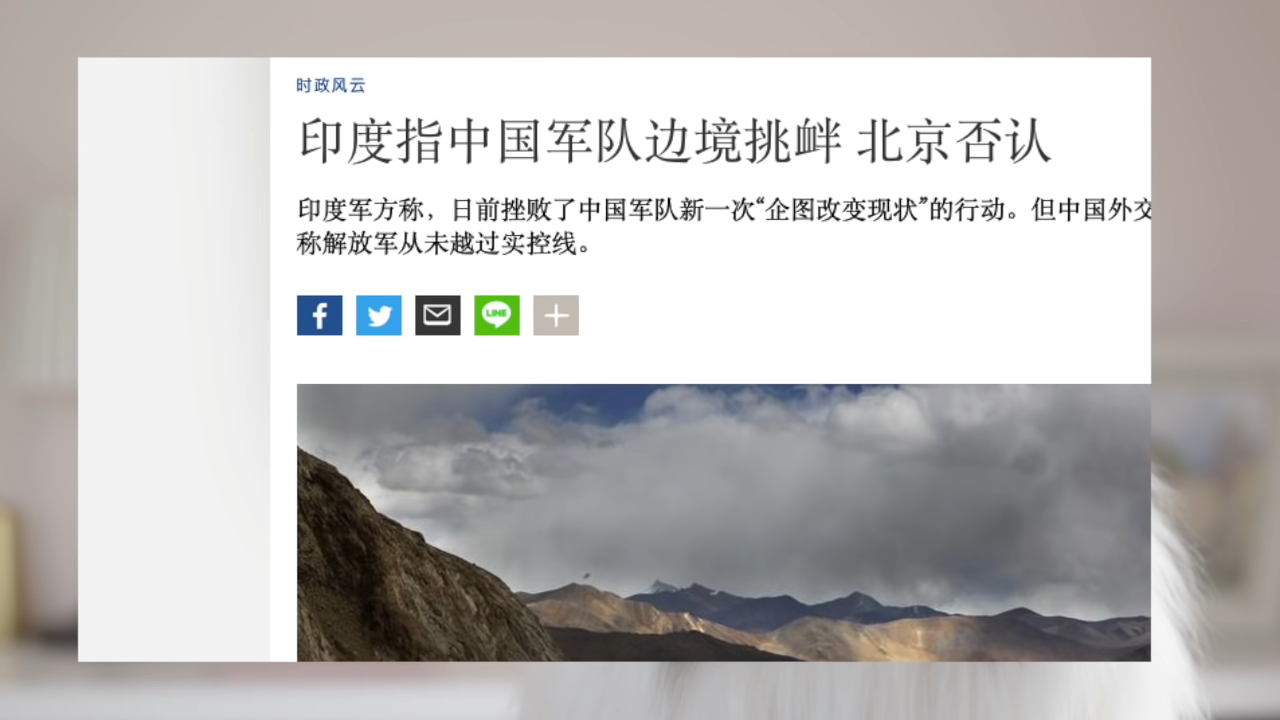 时政风云
印度指中国军队边境挑衅 北京否认
印度军方称，日前挫败了中国军队新一次“企图改变现状”的行动。但中国外交
称解放军从未越过实控线。
LINE